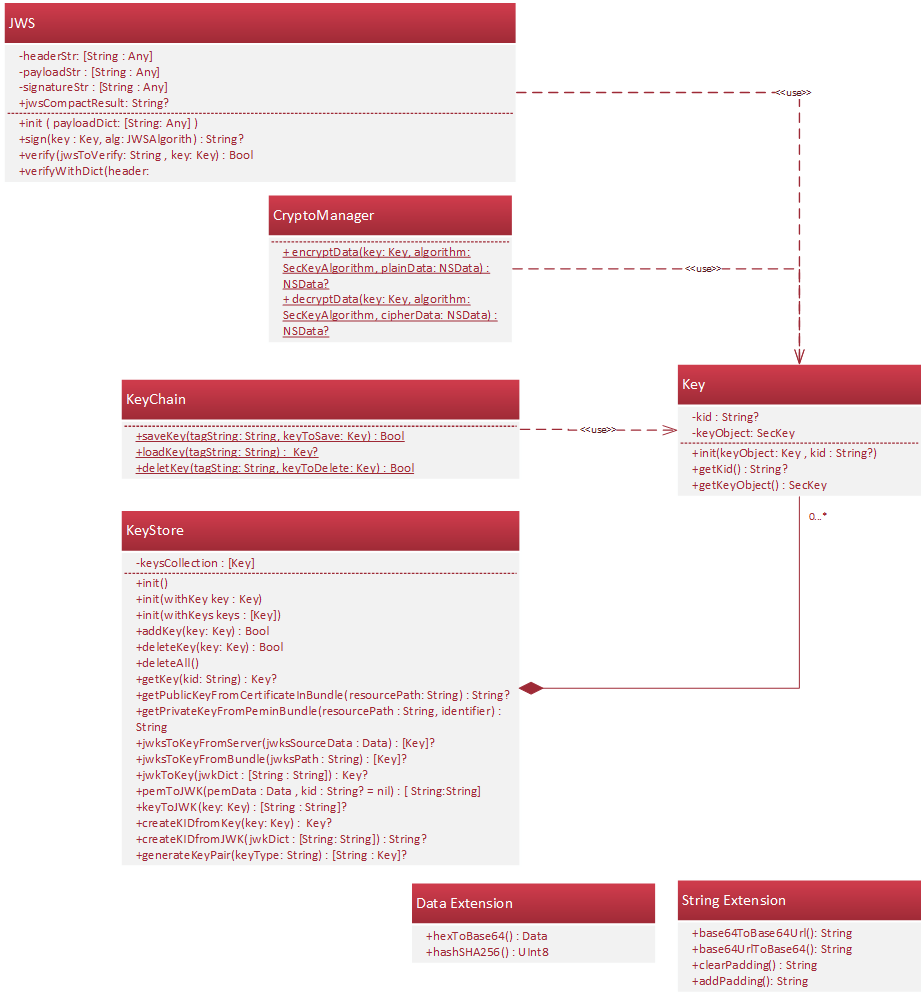 JWS
-headerStr: [String : Any]
-payloadStr : [String : Any]
-signatureStr : [String : Any]
+jwsCompactResult: String?
+init ( payloadDict: [String: Any] )
+sign(key : Key, alg: JWSAlgorith) : String?
+verify(jwsToVerify: String , key: Key) : Bool
+verifyWithDict(header:
<<use>>
CryptoManager
+ encryptData(key: Key, algorithm:
SecKeyAlgorithm, plainData: NSData) :
NSData?
+ decryptData(key: Key, algorithm:
SecKeyAlgorithm, cipherData: NSData) :
NSData?
<<use>>
Key
-kid : String?
-keyObject: SecKey
+init(keyObject: Key , kid : String?)
+getKid() : String?
+getKeyObject() : SecKey
KeyChain
+saveKey(tagString: String, keyToSave: Key) : Bool
+loadKey(tagString: String) : Key?
+deletKey(tagSting: String, keyToDelete: Key) : Bool
<<use>>
0...*
KeyStore
-keysCollection : [Key]
+init()
+init(withKey key : Key)
+init(withKeys keys : [Key])
+addKey(key: Key) : Bool
+deleteKey(key: Key) : Bool
+deleteAll()
+getKey(kid: String) : Key?
+getPublicKeyFromCertificateInBundle(resourcePath: String) : String?
+getPrivateKeyFromPeminBundle(resourcePath : String, identifier) :
String
+jwksToKeyFromServer(jwksSourceData : Data) : [Key]?
+jwksToKeyFromBundle(jwksPath : String) : [Key]?
+jwkToKey(jwkDict : [String : String]) : Key?
+pemToJWK(pemData : Data , kid : String? = nil) : [ String:String]
+keyToJWK(key: Key) : [String : String]?
+createKIDfromKey(key: Key) : Key?
+createKIDfromJWK(jwkDict : [String: String]) : String?
+generateKeyPair(keyType: String) : [String : Key]?
Data Extension
+hexToBase64() : Data
+hashSHA256() : UInt8
String Extension
+base64ToBase64Url(): String
+base64UrlToBase64(): String
+clearPadding() : String
+addPadding(): String